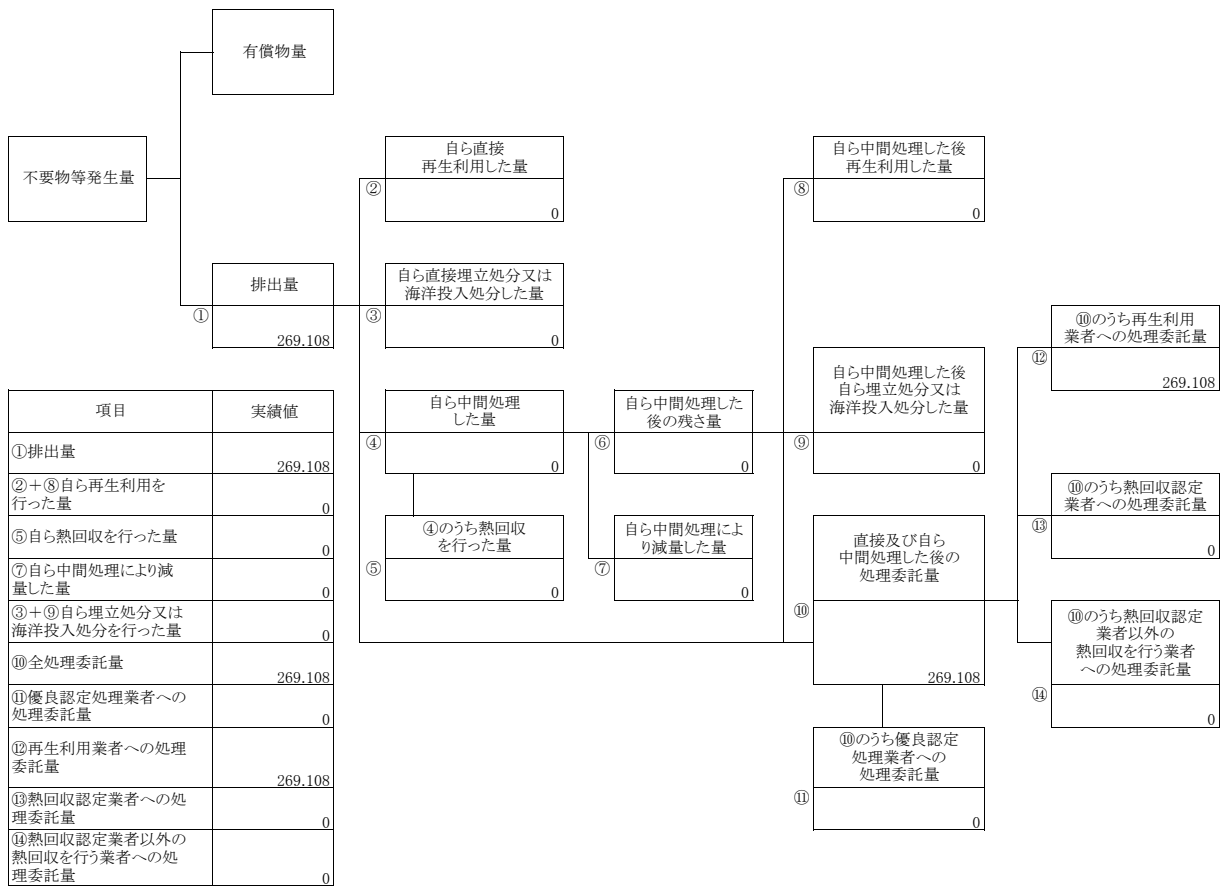 有償物量
不要物等発生量
排出量
①
269.108
自ら直接
再生利用した量
②
0
自ら直接埋立処分又は
海洋投入処分した量
③
0
自ら中間処理
した量
④
0
④のうち熱回収
を行った量
⑤
0
自ら中間処理した
後の残さ量
⑥
0
自ら中間処理によ
り減量した量
⑦
0
自ら中間処理した後
再生利用した量
⑧
0
自ら中間処理した後
自ら埋立処分又は
海洋投入処分した量
⑨
0
直接及び自ら
中間処理した後の
処理委託量
⑩
269.108
⑩のうち優良認定
処理業者への
処理委託量
⑪
0
⑩のうち再生利用
業者への処理委託量
⑫
269.108
⑩のうち熱回収認定
業者への処理委託量
⑬
0
⑩のうち熱回収認定
業者以外の
熱回収を行う業者
への処理委託量
⑭
0
項目 実績値
①排出量
269.108
②＋⑧自ら再生利用を
行った量
0
⑤自ら熱回収を行った量
0
⑦自ら中間処理により減
量した量
0
③＋⑨自ら埋立処分又は
海洋投入処分を行った量
0
⑩全処理委託量
269.108
⑪優良認定処理業者への
処理委託量
0
⑫再生利用業者への処理
委託量
269.108
⑬熱回収認定業者への処
理委託量
0
⑭熱回収認定業者以外の
熱回収を行う業者への処
理委託量
0